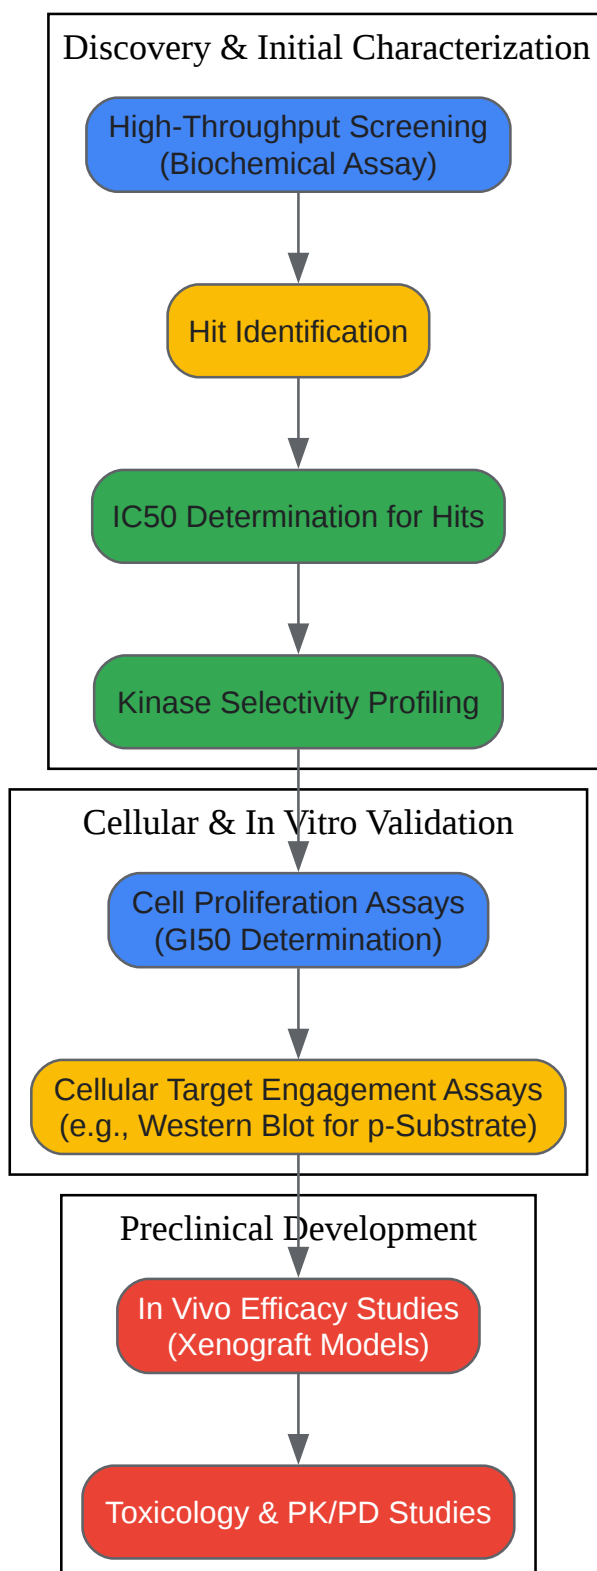 Discovery & Initial Characterization
High-Throughput Screening
(Biochemical Assay)
Hit Identification
IC50 Determination for Hits
Kinase Selectivity Profiling
Cellular & In Vitro Validation
Cell Proliferation Assays
(GI50 Determination)
Cellular Target Engagement Assays
(e.g., Western Blot for p-Substrate)
Preclinical Development
In Vivo Efficacy Studies
(Xenograft Models)
Toxicology & PK/PD Studies